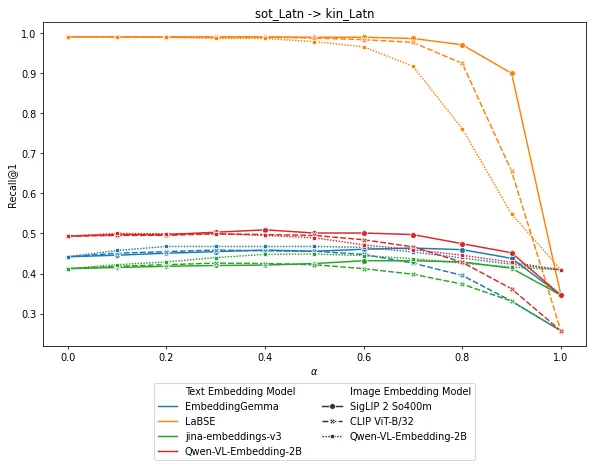 sot_Latn -> kin_Latn
Recall@1
1.0
0.9
0.8
0.7
0.6
0.5
0.4
0.3
0.0 0.2 0.4 0.6 0.8 1.0
α
Text Embedding Model Image Embedding Model
EmbeddingGemma SigLIP 2 So400m
LaBSE CLIP ViT-B/32
jina-embeddings-v3 Qwen-VL-Embedding-2B
Qwen-VL-Embedding-2B